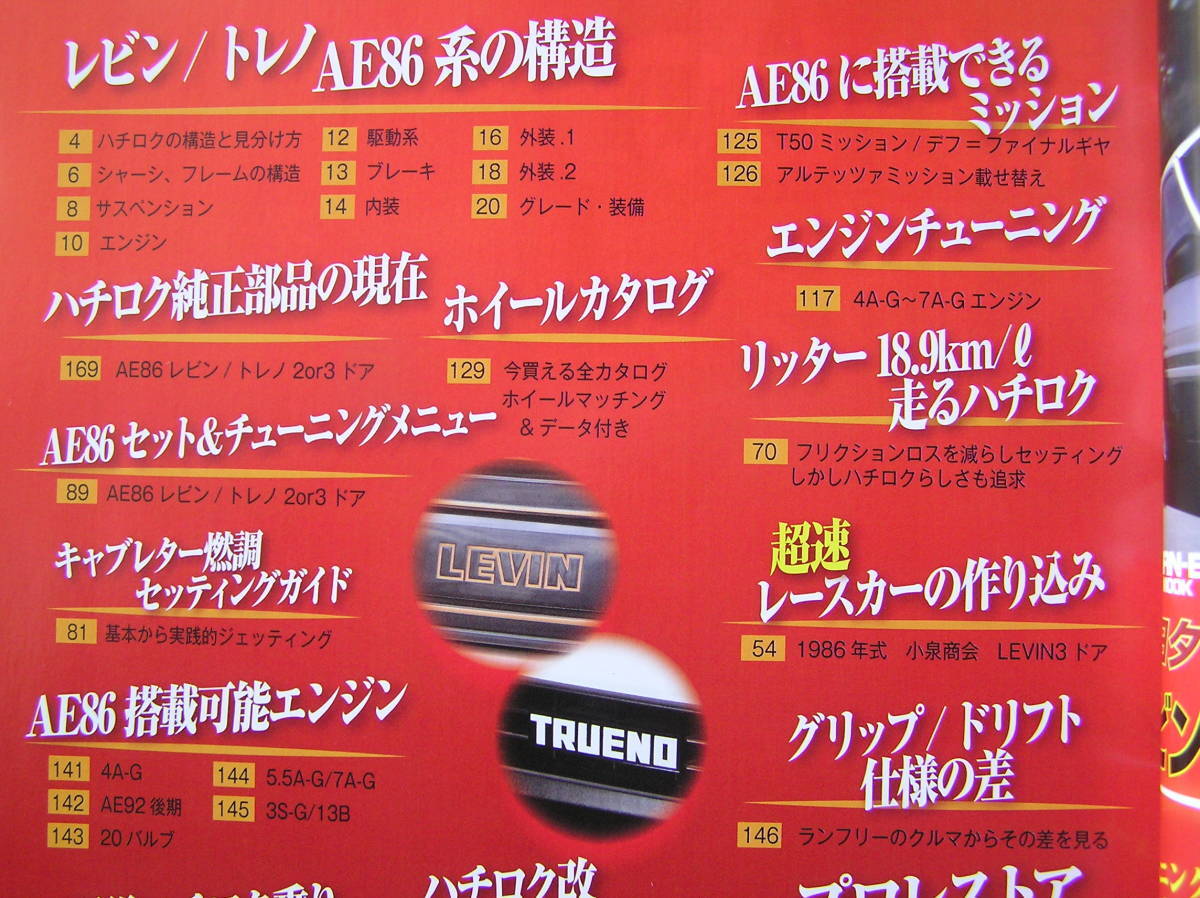 レビン / トレノ AE86 系の構造
4 ハチロクの構造と見分け方
6 シャーシ、フレームの構造
8 サスペンション
10 エンジン
12 駆動系
13 ブレーキ
14 内装
16 外装.1
18 外装.2
20 グレード・装備
ハチロク純正部品の現在
169 AE86 レビン / トレノ 2or3 ドア
AE86 セット&チューニングメニュー
89 AE86 レビン / トレノ 2or3 ドア
キャブレター燃調
セッティングガイド
81 基本から実践的ジェッティング
AE86 搭載可能エンジン
141 4A-G
142 AE92 後期
143 20 バルブ
144 5.5A-G/7A-G
145 3S-G/13B
ホイールカタログ
129 今買える全カタログ
ホイールマッチング
& データ付き
LEVIN
TRUENO
ハチロク改
AE86 に搭載できる
ミッション
125 T50 ミッション / デフ=ファイナルギヤ
126 アルテッツァミッション載せ替え
エンジンチューニング
117 4A-G〜7A-G エンジン
リッター 18.9km/ℓ
走るハチロク
70 フリクションロスを減らしセッティング
しかしハチロクらしさも追求
超速
レースカーの作り込み
54 1986 年式 小泉商会 LEVIN3 ドア
グリップ / ドリフト
仕様の差
146 ランフリーのクルマからその差を見る
プロレストア